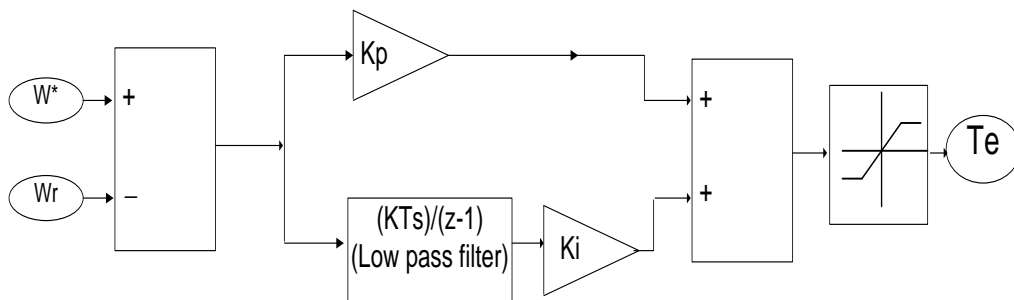 Kp
W*
+
+
Te
Wr
–
+
(KTs)/(z-1)
(Low pass filter)
Ki